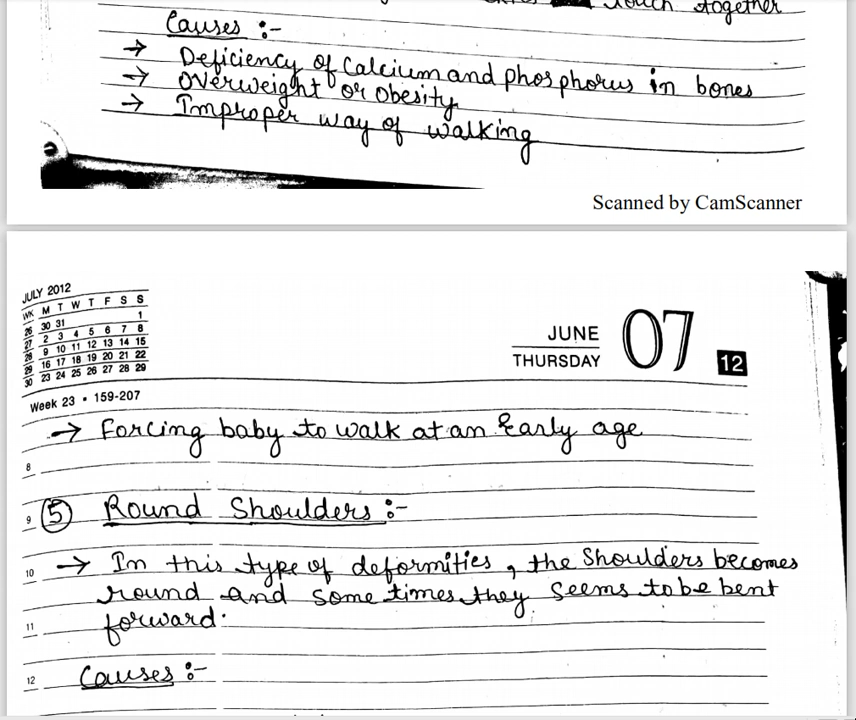 touch together
Causes :-
→ Deficiency of Calcium and phosphorus in bones
→ Overweight or obesity
→ Improper way of walking
Scanned by CamScanner
JULY 2012
WK M T W T F S S
26 30 31 1
27 2 3 4 5 6 7 8
28 9 10 11 12 13 14 15
29 16 17 18 19 20 21 22
30 23 24 25 26 27 28 29
JUNE
THURSDAY
07
12
Week 23 • 159-207
→ Forcing baby to walk at an Early age
8
9 (5) Round Shoulders :-
10 → In this type of deformities, the Shoulders becomes
round and some times they seems to be bent
11 forward.
12 Causes :-